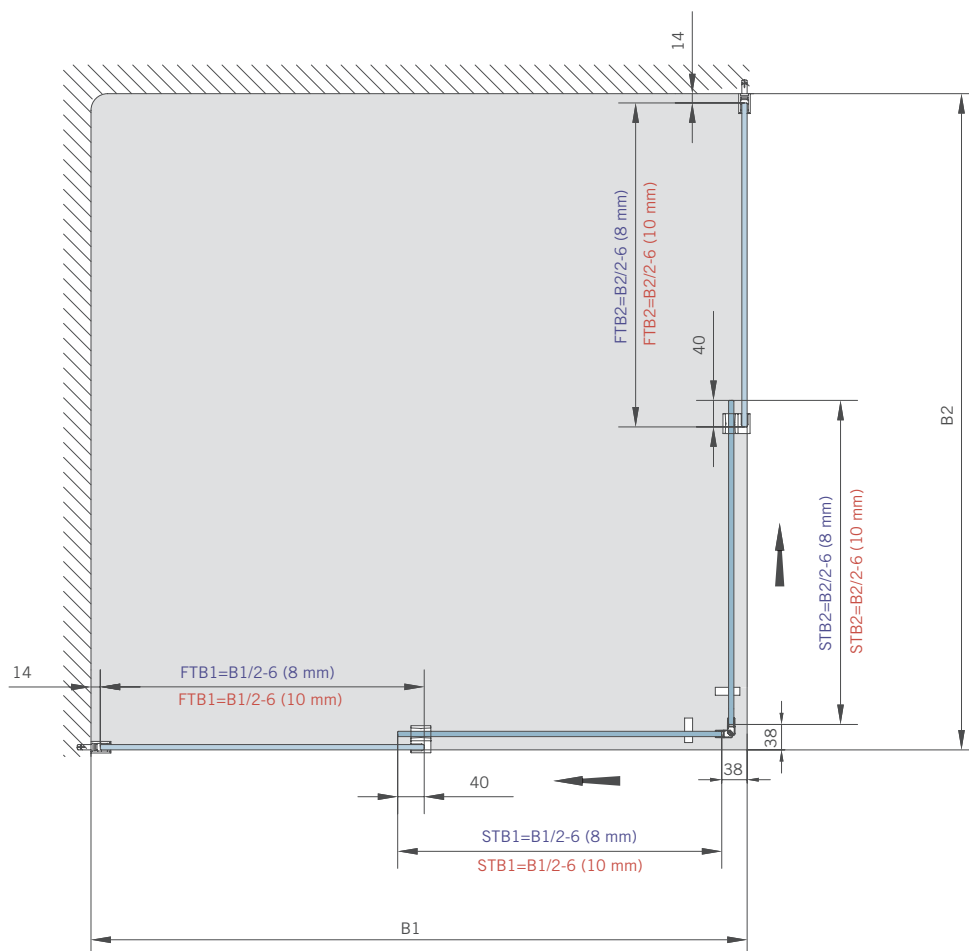 14
FTB2=B2/2-6 (8 mm)
FTB2=B2/2-6 (10 mm)
40
B2
STB2=B2/2-6 (8 mm)
STB2=B2/2-6 (10 mm)
14
FTB1=B1/2-6 (8 mm)
FTB1=B1/2-6 (10 mm)
38
38
40
STB1=B1/2-6 (8 mm)
STB1=B1/2-6 (10 mm)
B1